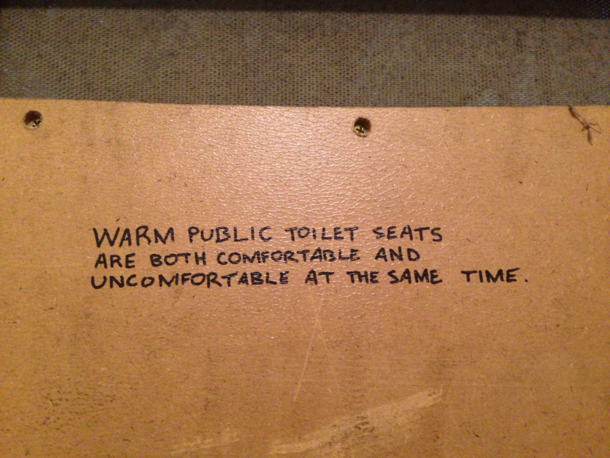 WARM PUBLIC TOILET SEATS
ARE BOTH COMFORTABLE AND
UNCOMFORTABLE AT THE SAME TIME.